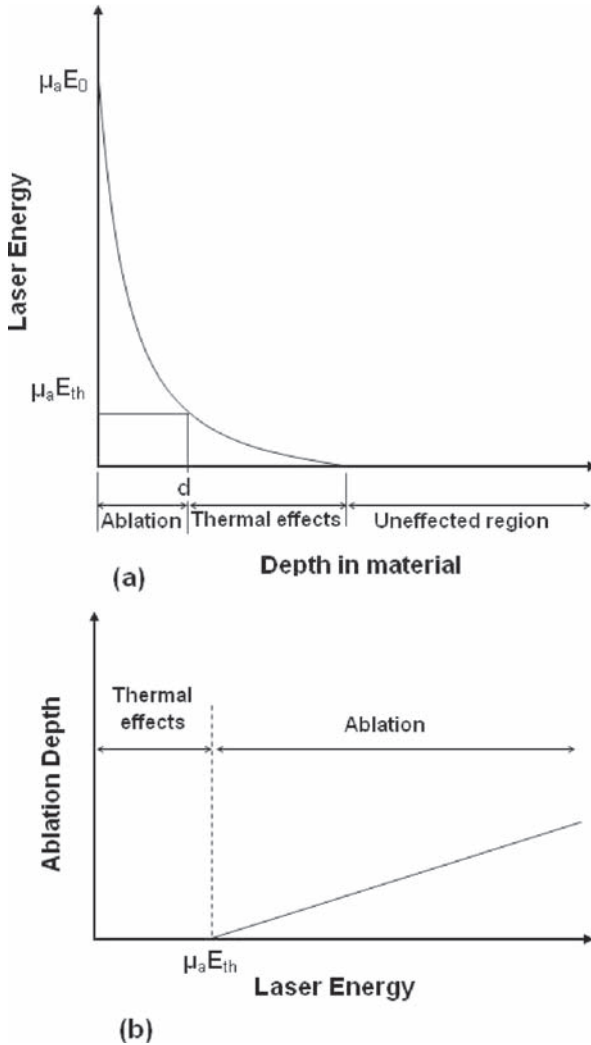 μₐE₀
Laser Energy
μₐEₜₕ
d
Ablation Thermal effects Uneffected region
(a) Depth in material
Thermal
effects
Ablation
Ablation Depth
μₐEₜₕ
Laser Energy
(b)